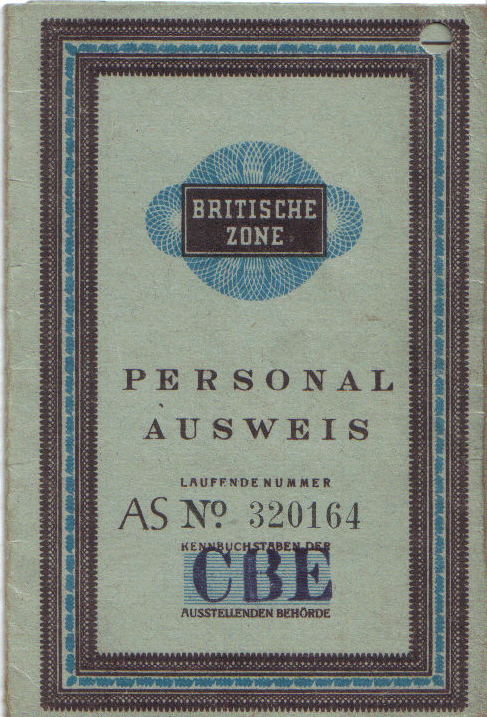 BRITISCHE
ZONE
PERSONAL
AUSWEIS
LAUFENDE NUMMER
AS Nº 320164
KENNBUCHSTABEN DER
CBE
AUSSTELLENDEN BEHÖRDE